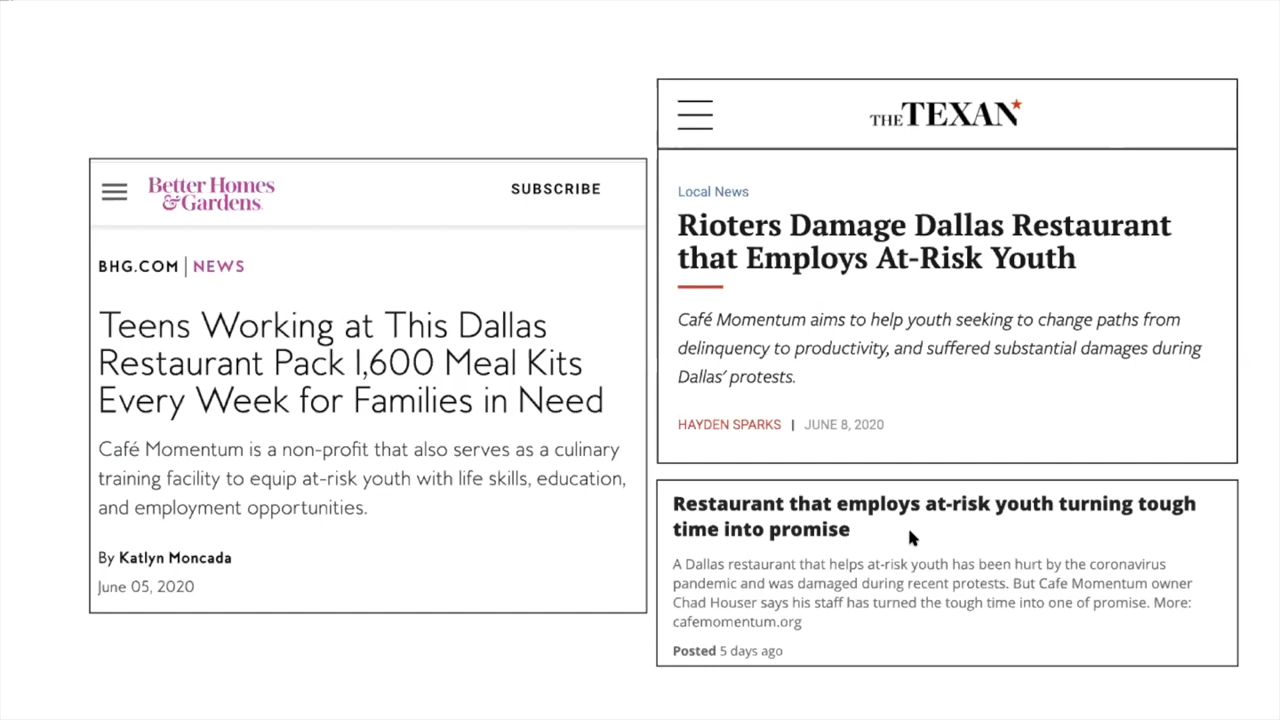 Better Homes
&Gardens.
SUBSCRIBE
BHG.COM | NEWS
Teens Working at This Dallas
Restaurant Pack 1,600 Meal Kits
Every Week for Families in Need
Café Momentum is a non-profit that also serves as a culinary
training facility to equip at-risk youth with life skills, education,
and employment opportunities.
By Katlyn Moncada
June 05, 2020
THE TEXAN
Local News
Rioters Damage Dallas Restaurant
that Employs At-Risk Youth
Café Momentum aims to help youth seeking to change paths from
delinquency to productivity, and suffered substantial damages during
Dallas' protests.
HAYDEN SPARKS | JUNE 8, 2020
Restaurant that employs at-risk youth turning tough
time into promise
A Dallas restaurant that helps at-risk youth has been hurt by the coronavirus
pandemic and was damaged during recent protests. But Cafe Momentum owner
Chad Houser says his staff has turned the tough time into one of promise. More:
cafemomentum.org
Posted 5 days ago